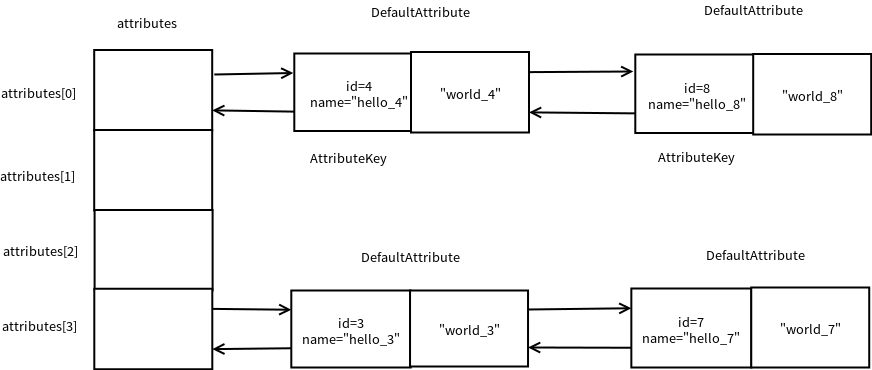 attributes
DefaultAttribute
DefaultAttribute
attributes[0]
id=4
name="hello_4"
"world_4"
id=8
name="hello_8"
"world_8"
AttributeKey
AttributeKey
attributes[1]
attributes[2]
DefaultAttribute
DefaultAttribute
attributes[3]
id=3
name="hello_3"
"world_3"
id=7
name="hello_7"
"world_7"